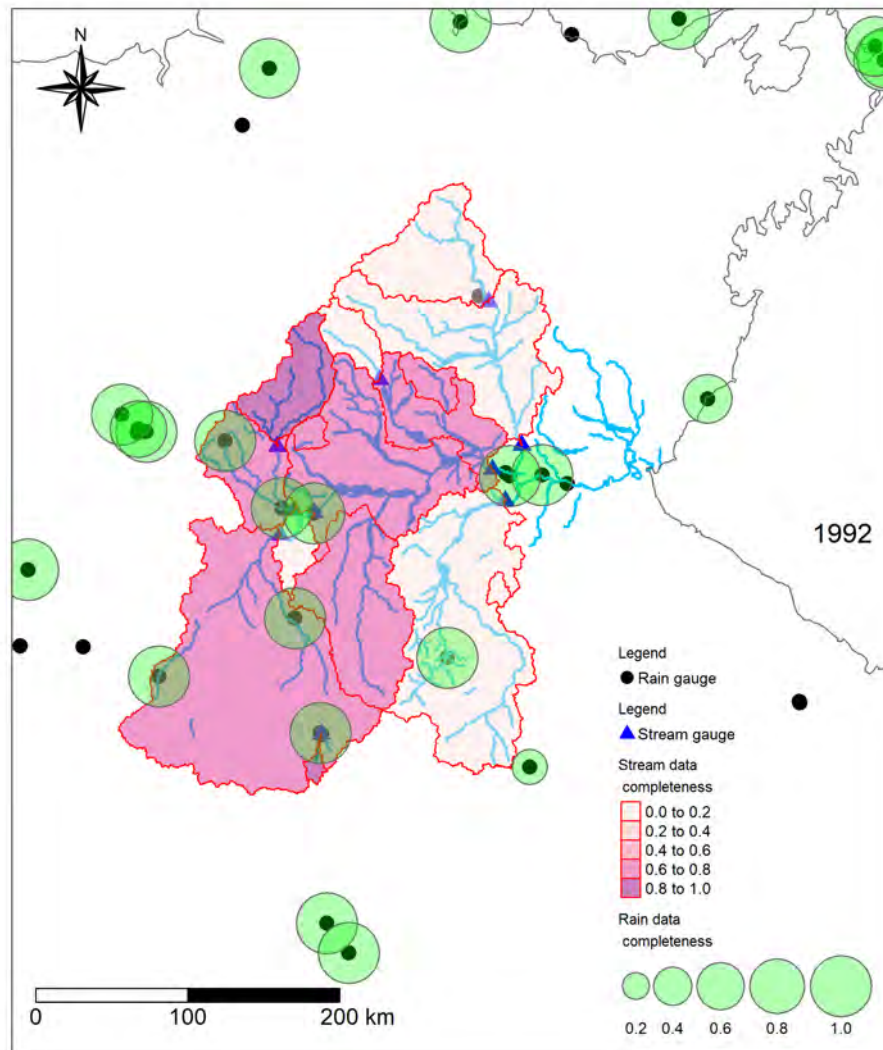 N
1992
Legend
Rain gauge
Legend
Stream gauge
Stream data
completeness
0.0 to 0.2
0.2 to 0.4
0.4 to 0.6
0.6 to 0.8
0.8 to 1.0
Rain data
completeness
0.2 0.4 0.6 0.8 1.0
0 100 200 km